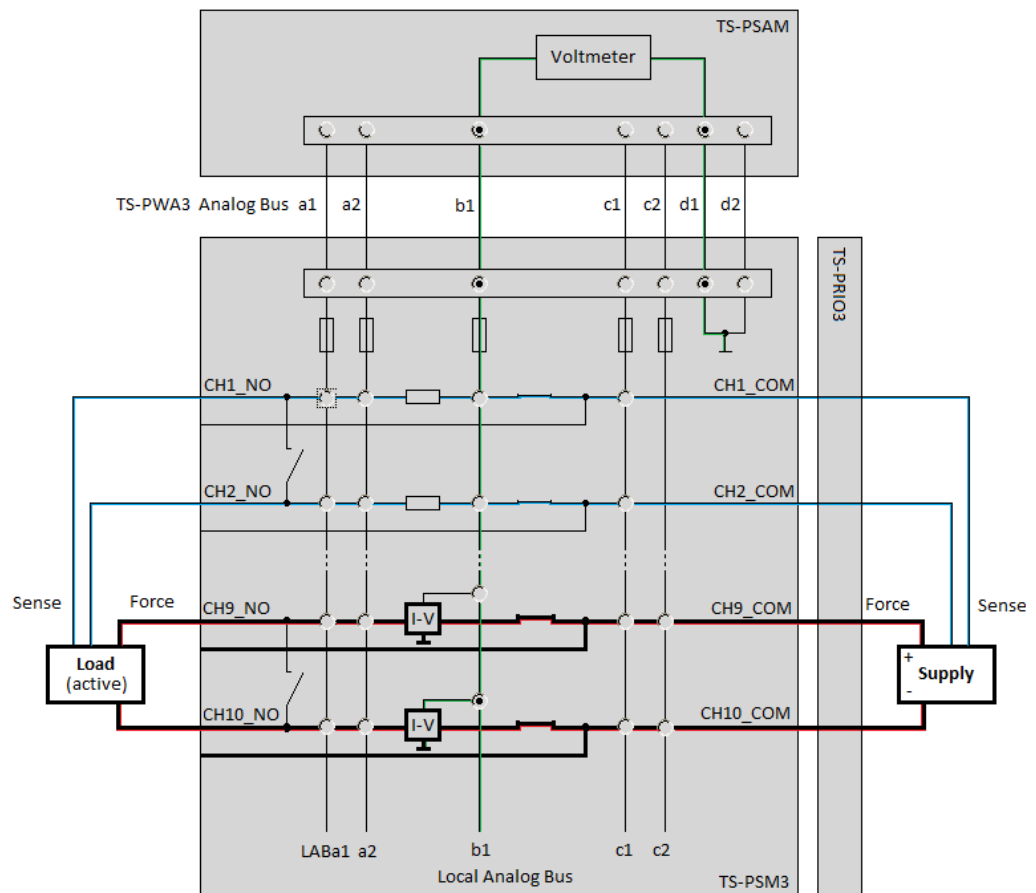 TS-PSAM
Voltmeter
TS-PWA3 Analog Bus a1 a2 b1 c1 c2 d1 d2
TS-PRIO3
CH1_NO CH1_COM
CH2_NO CH2_COM
Sense Force CH9_NO I-V CH9_COM Force Sense
Load
(active)
+
Supply
-
CH10_NO I-V CH10_COM
LABa1 a2 b1 c1 c2
Local Analog Bus
TS-PSM3